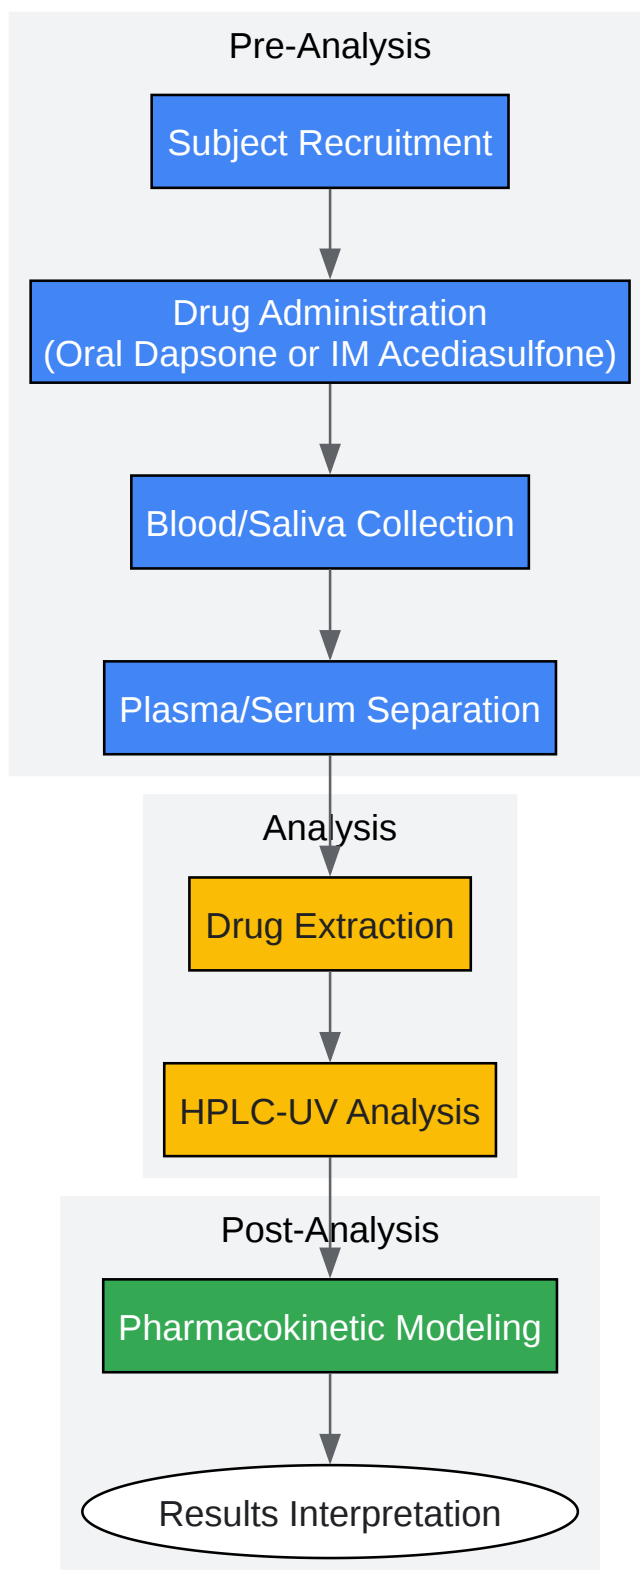 Pre-Analysis
Subject Recruitment
Drug Administration
(Oral Dapsone or IM Acediasulfone)
Blood/Saliva Collection
Plasma/Serum Separation
Analysis
Drug Extraction
HPLC-UV Analysis
Post-Analysis
Pharmacokinetic Modeling
Results Interpretation